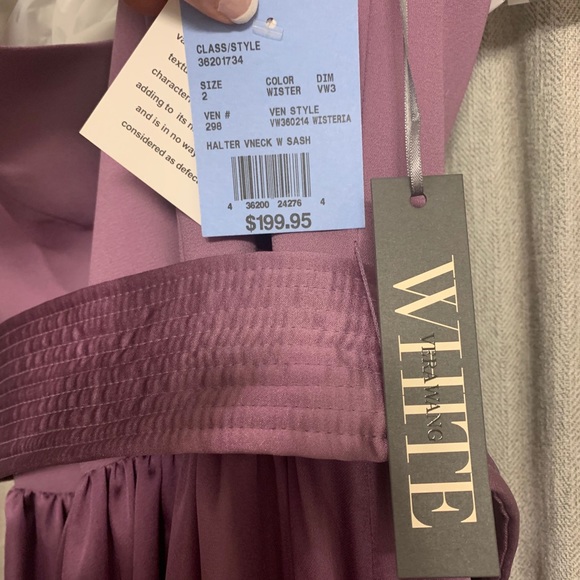 textu
character
adding to its n
and is in no way
considered as defec
CLASS/STYLE
36201734
SIZE COLOR DIM
2 WISTER VW3
VEN # VEN STYLE
298 VW360214 WISTERIA
HALTER VNECK W SASH
4 36200 24276 4
$199.95
WHITE
VERA WANG